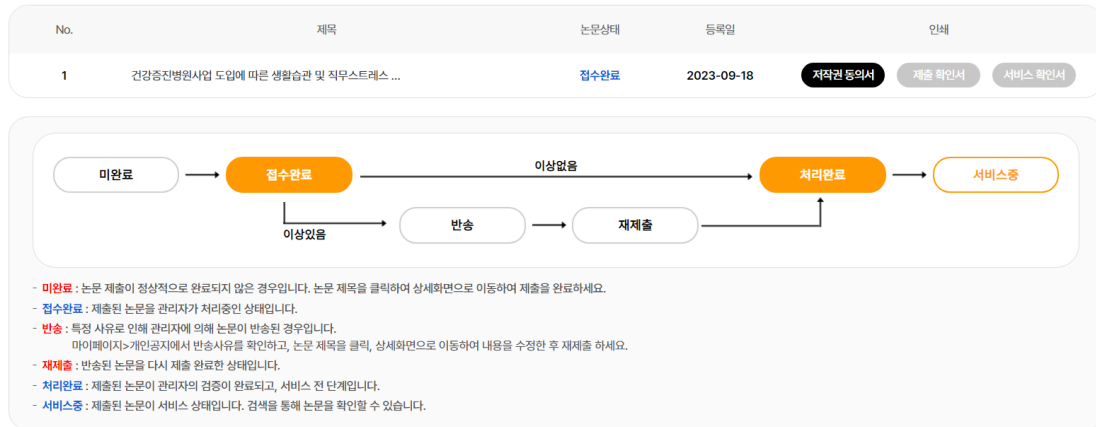 No. 제목 논문상태 등록일 인쇄
1 건강증진병원사업 도입에 따른 생활습관 및 직무스트레스 ... 접수완료 2023-09-18 저작권 동의서 제출 확인서 서비스 확인서
미완료 접수완료 이상없음 처리완료 서비스중
이상있음 반송 재제출
- 미완료 : 논문 제출이 정상적으로 완료되지 않은 경우입니다. 논문 제목을 클릭하여 상세화면으로 이동하여 제출을 완료하세요.
- 접수완료 : 제출된 논문을 관리자가 처리중인 상태입니다.
- 반송 : 특정 사유로 인해 관리자에 의해 논문이 반송된 경우입니다.
마이페이지>개인공지에서 반송사유를 확인하고, 논문 제목을 클릭, 상세화면으로 이동하여 내용을 수정한 후 재제출 하세요.
- 재제출 : 반송된 논문을 다시 제출 완료한 상태입니다.
- 처리완료 : 제출된 논문이 관리자의 검증이 완료되고, 서비스 전 단계입니다.
- 서비스중 : 제출된 논문이 서비스 상태입니다. 검색을 통해 논문을 확인할 수 있습니다.